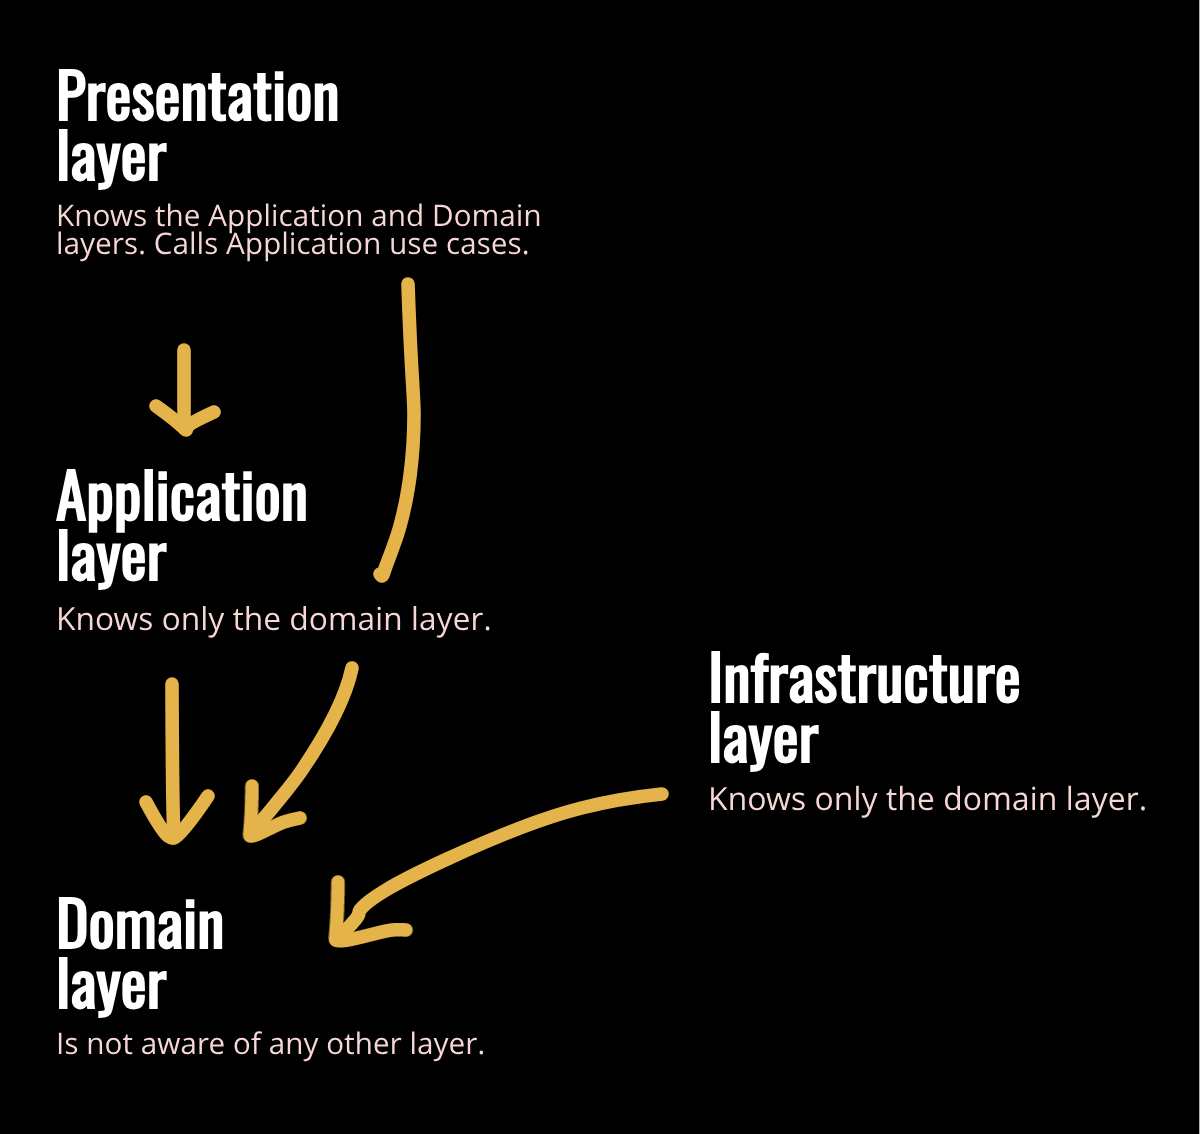 Presentation
layer
Knows the Application and Domain
layers. Calls Application use cases.
Application
layer
Knows only the domain layer.
Infrastructure
layer
Knows only the domain layer.
Domain
layer
Is not aware of any other layer.